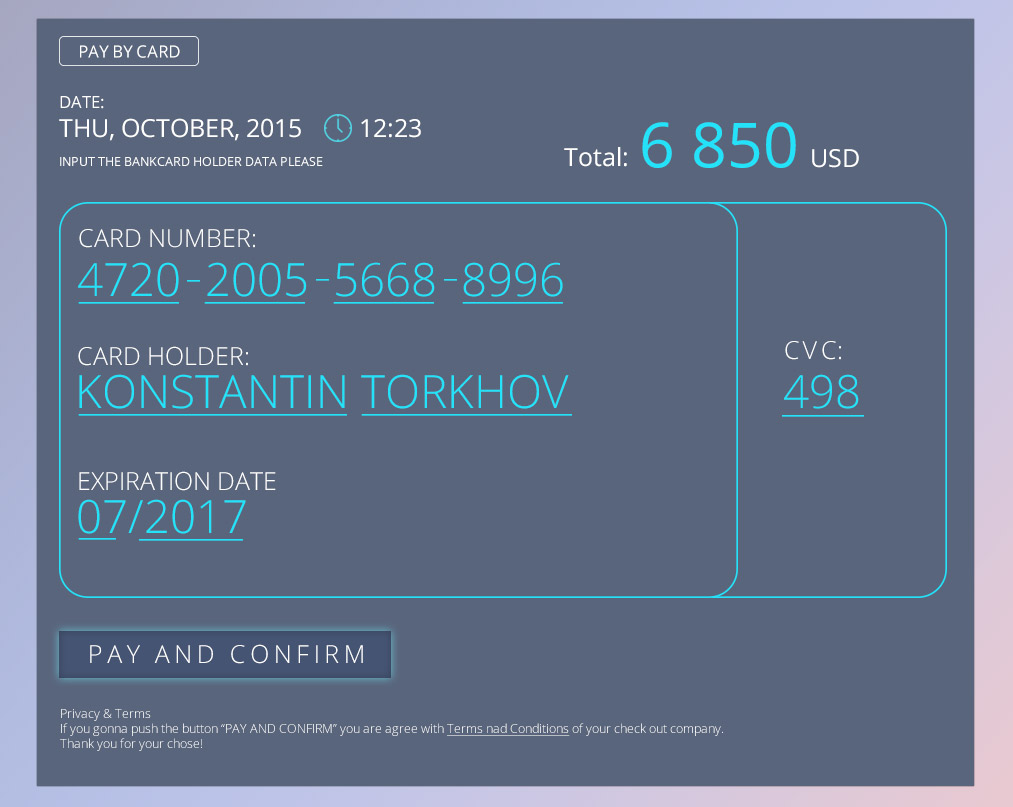 PAY BY CARD
DATE:
THU, OCTOBER, 2015 12:23
INPUT THE BANKCARD HOLDER DATA PLEASE
Total: 6 850 USD
CARD NUMBER:
4720-2005-5668-8996
CARD HOLDER:
KONSTANTIN TORKHOV
EXPIRATION DATE
07/2017
CVC:
498
PAY AND CONFIRM
Privacy & Terms
If you gonna push the button “PAY AND CONFIRM” you are agree with Terms nad Conditions of your check out company.
Thank you for your chose!